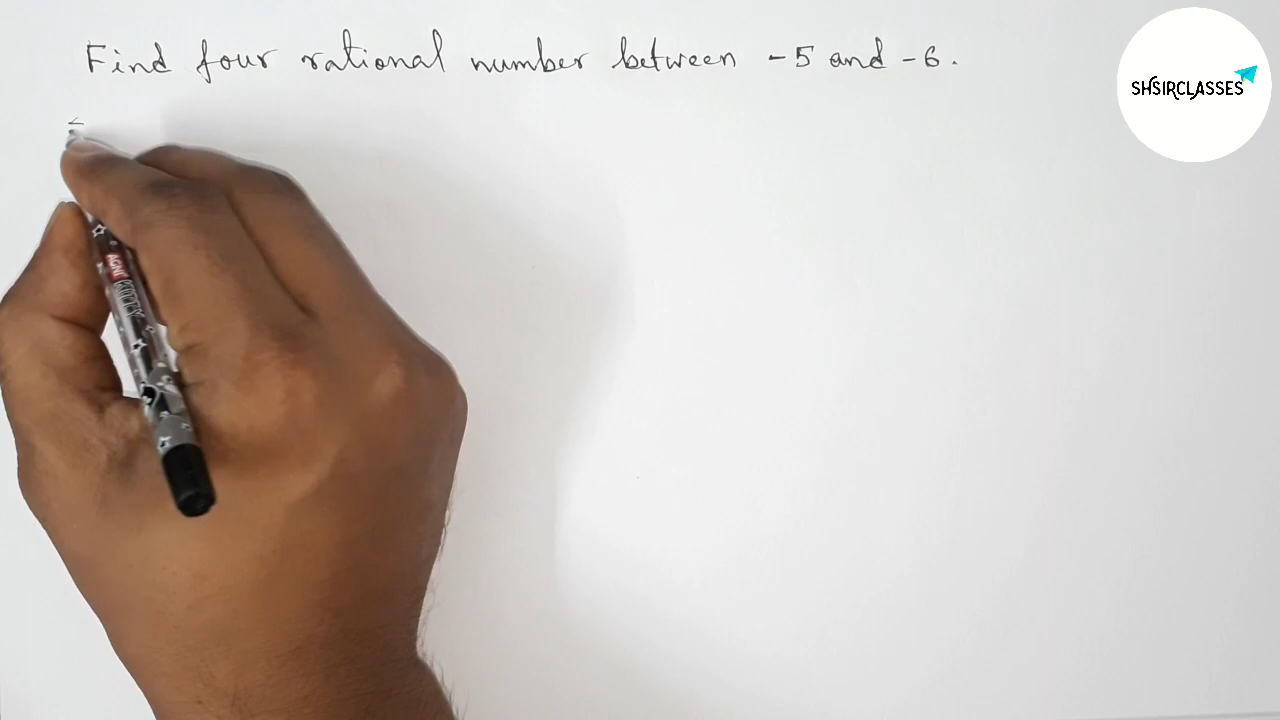 Find four rational number between -5 and -6.
SHSIRCLASSES